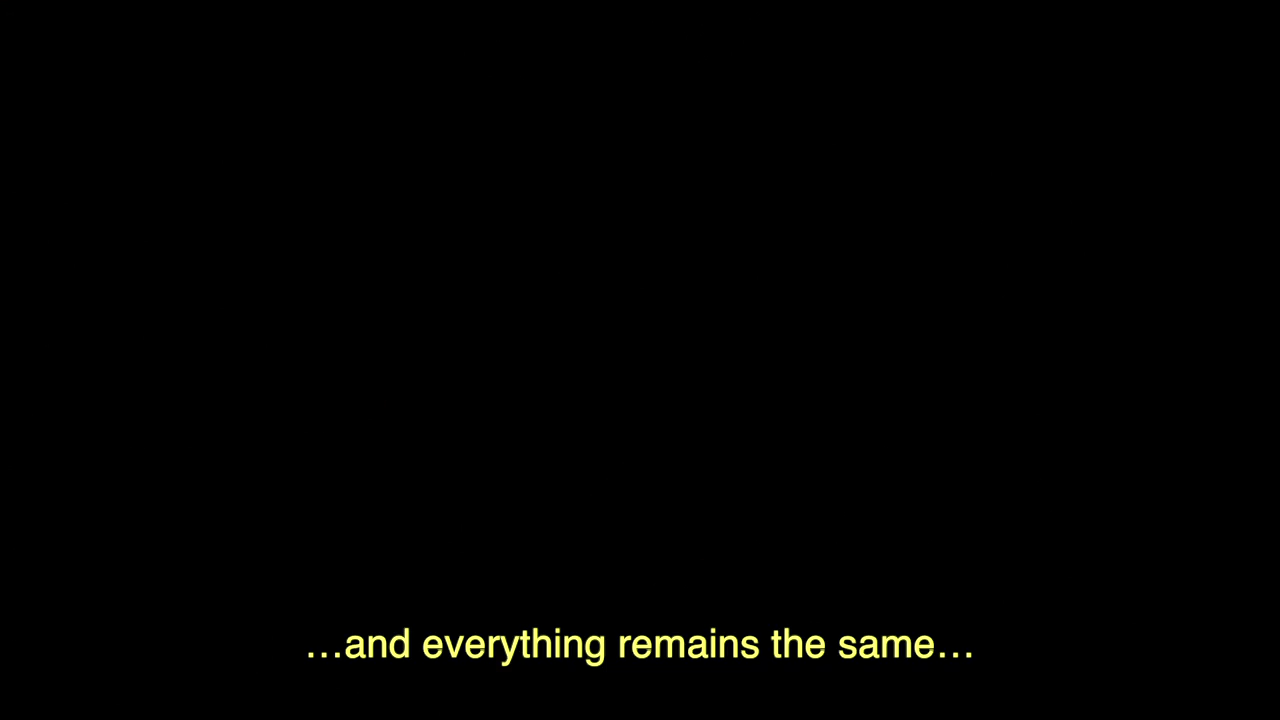 …and everything remains the same…